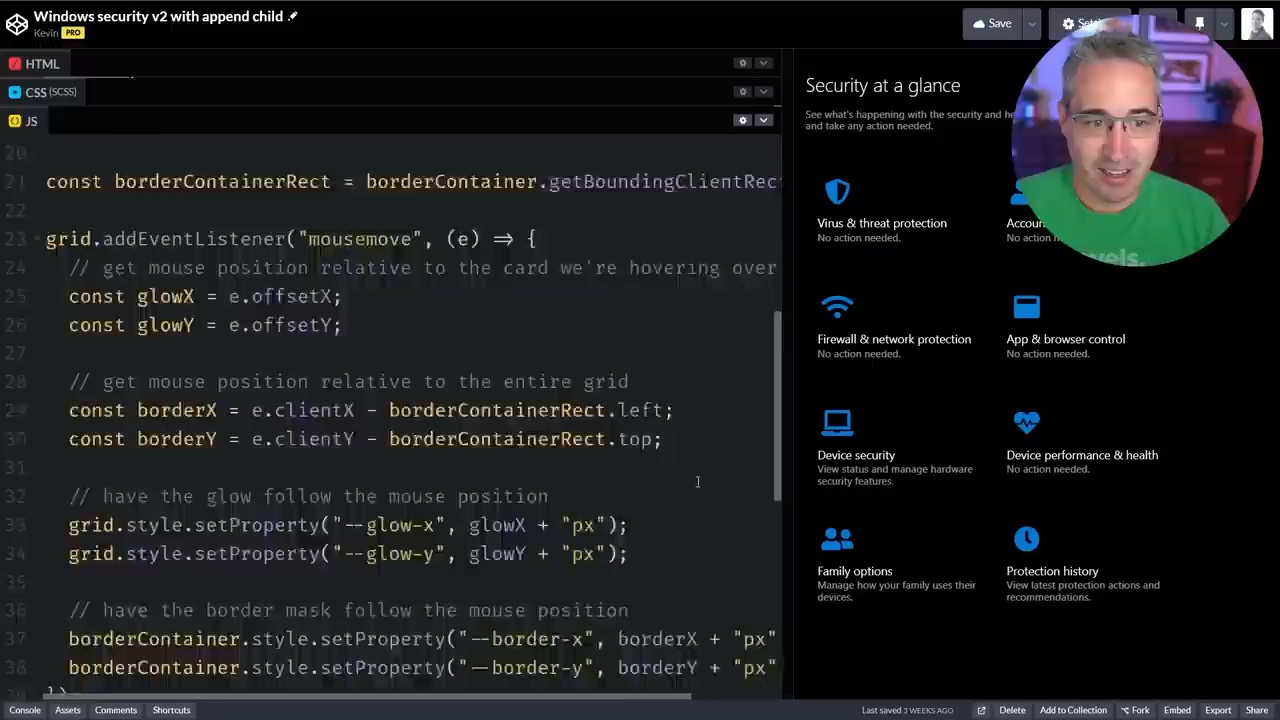 Windows security v2 with append child
Kevin PRO
Save
HTML
CSS (SCSS)
JS
20
21 const borderContainerRect = borderContainer.getBoundingClientRec
22
23 grid.addEventListener("mousemove", (e) => {
24 // get mouse position relative to the card we're hovering over
25 const glowX = e.offsetX;
26 const glowY = e.offsetY;
27
28 // get mouse position relative to the entire grid
29 const borderX = e.clientX - borderContainerRect.left;
30 const borderY = e.clientY - borderContainerRect.top;
31
32 // have the glow follow the mouse position
33 grid.style.setProperty("--glow-x", glowX + "px");
34 grid.style.setProperty("--glow-y", glowY + "px");
35
36 // have the border mask follow the mouse position
37 borderContainer.style.setProperty("--border-x", borderX + "px"
38 borderContainer.style.setProperty("--border-y", borderY + "px"
Security at a glance
See what's happening with the security and
and take any action needed.
Virus & threat protection
No action needed.
Firewall & network protection
No action needed.
App & browser control
No action needed.
Device security
View status and manage hardware
security features.
Device performance & health
No action needed.
Family options
Manage how your family uses their
devices.
Protection history
View latest protection actions and
recommendations.
Console Assets Comments Shortcuts
Last saved 3 WEEKS AGO
Delete Add to Collection Fork Embed Export Share